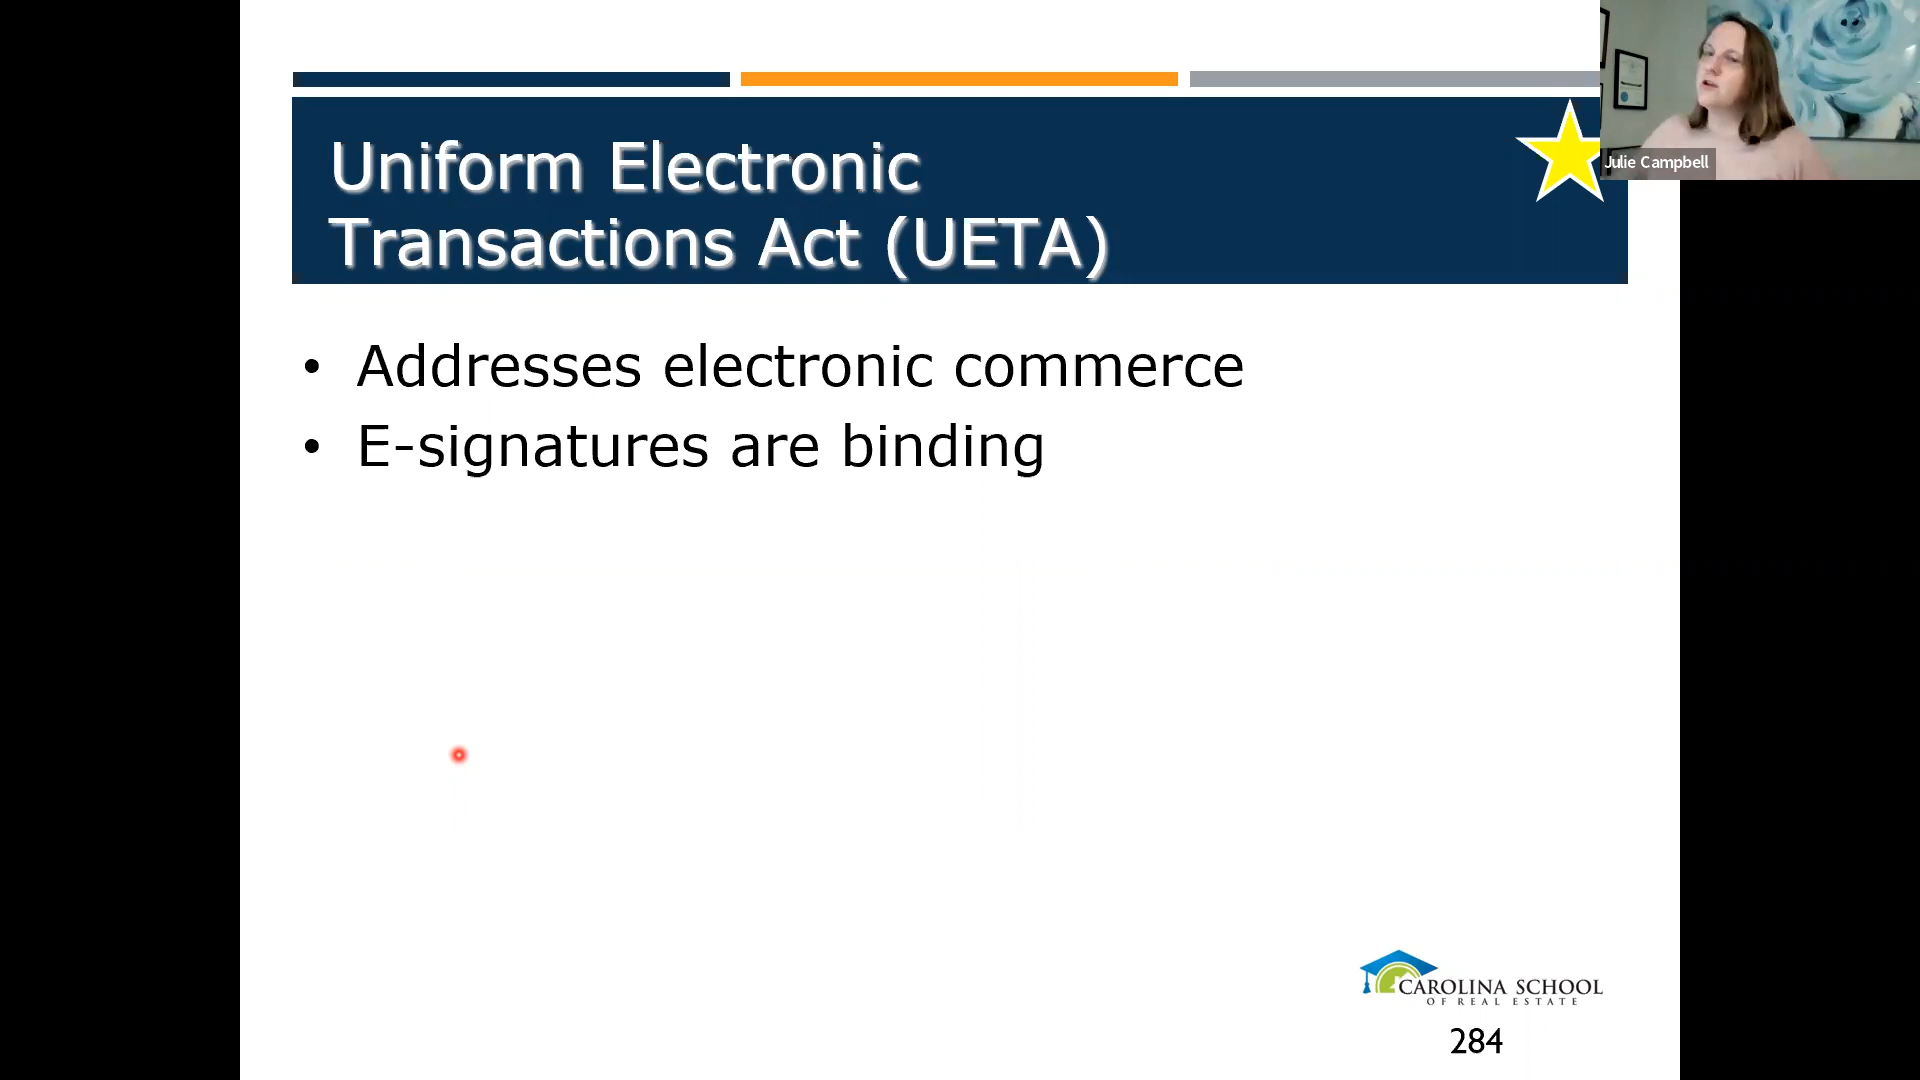 Uniform Electronic
Transactions Act (UETA)
Julie Campbell
• Addresses electronic commerce
• E-signatures are binding
CAROLINA SCHOOL
OF REAL ESTATE
284